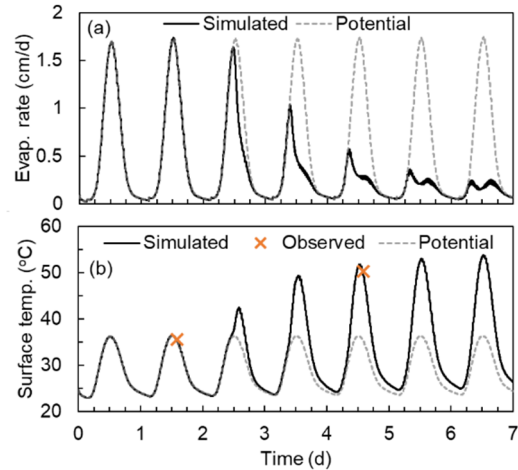 (a) Simulated Potential
Evap. rate (cm/d)
2
1.5
1
0.5
0
(b) Simulated Observed Potential
Surface temp. (°C)
60
50
40
30
20
0 1 2 3 4 5 6 7
Time (d)